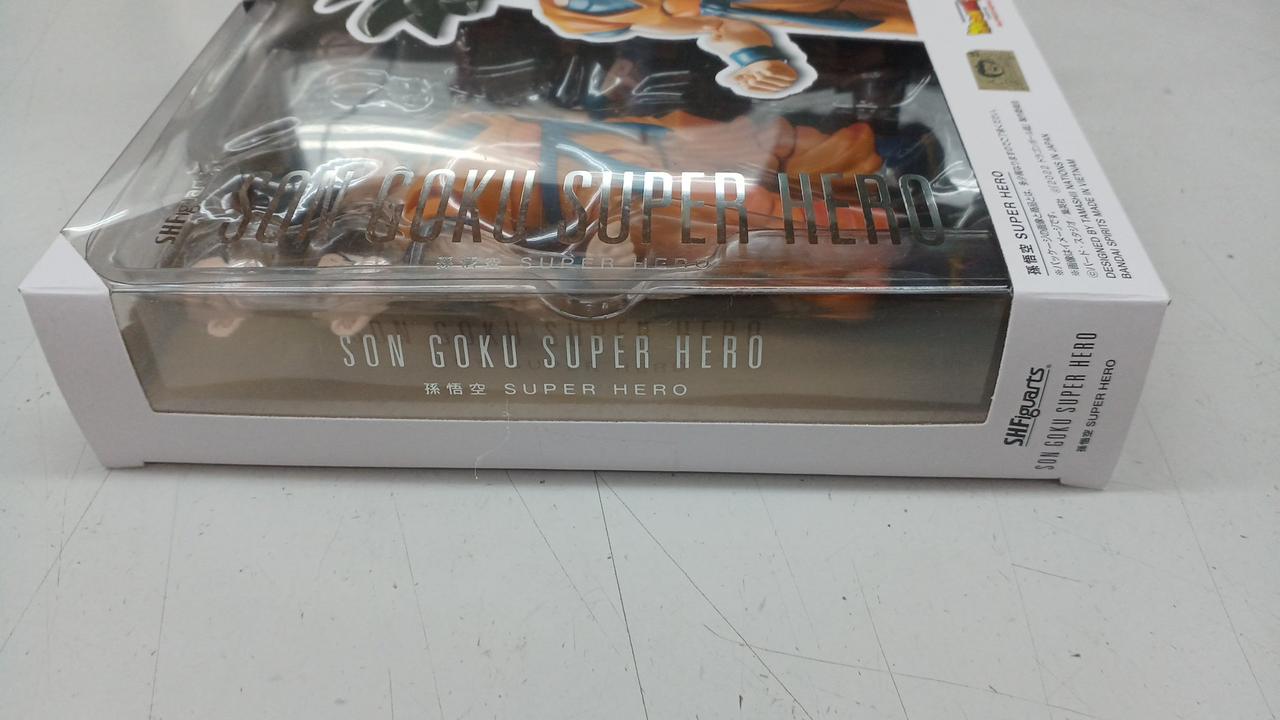 SHFiguarts
SON GOKU SUPER HERO
孫悟空 SUPER HERO
SON GOKU SUPER HERO
孫悟空 SUPER HERO
孫悟空 SUPER HERO
DESIGNED BY TAMASHII NATIONS IN JAPAN
BANDAI SPIRITS MADE IN VIETNAM
S.H.Figuarts
SON GOKU SUPER HERO
孫悟空 SUPER HERO